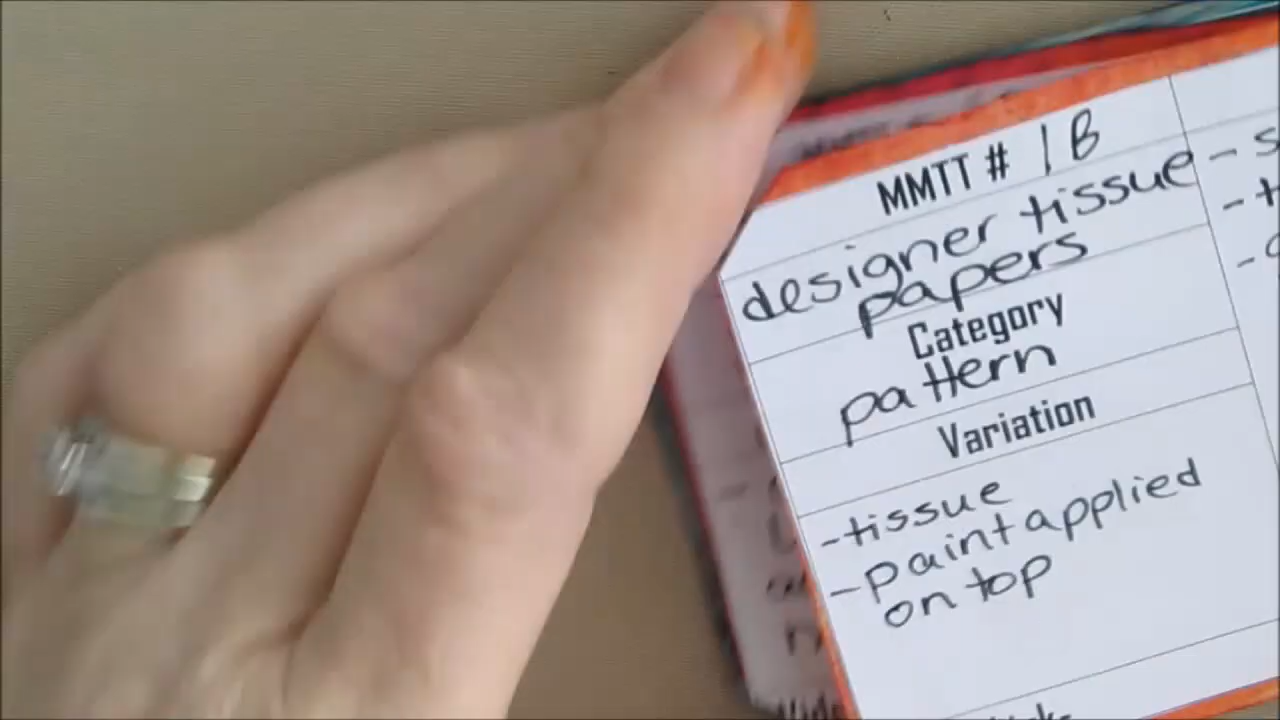 MMTT # 1B
designer tissue
papers
Category
pattern
Variation
-tissue
-paint applied
on top